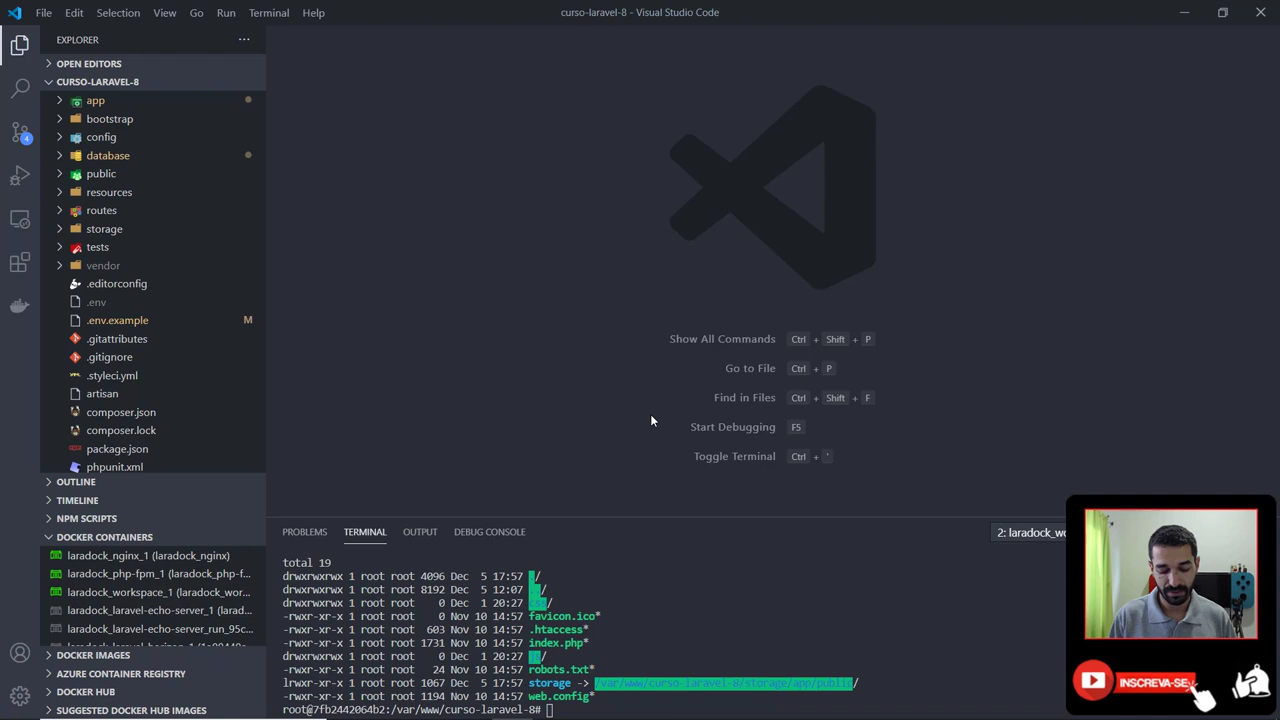 File Edit Selection View Go Run Terminal Help
curso-laravel-8 - Visual Studio Code
EXPLORER
OPEN EDITORS
CURSO-LARAVEL-8
app
bootstrap
config
database
public
resources
routes
storage
tests
vendor
.editorconfig
.env
.env.example M
.gitattributes
.gitignore
.styleci.yml
artisan
composer.json
composer.lock
package.json
phpunit.xml
OUTLINE
TIMELINE
NPM SCRIPTS
DOCKER CONTAINERS
laradock_nginx_1 (laradock_nginx)
laradock_php-fpm_1 (laradock_php-f...
laradock_workspace_1 (laradock_wor...
laradock_laravel-echo-server_1 (larad...
laradock_laravel-echo-server_run_95c...
DOCKER IMAGES
AZURE CONTAINER REGISTRY
DOCKER HUB
SUGGESTED DOCKER HUB IMAGES
4
Show All Commands Ctrl + Shift + P
Go to File Ctrl + P
Find in Files Ctrl + Shift + F
Start Debugging F5
Toggle Terminal Ctrl + '
PROBLEMS TERMINAL OUTPUT DEBUG CONSOLE
2: laradock_wo
total 19
drwxrwxrwx 1 root root 4096 Dec 5 17:57 ./
drwxrwxrwx 1 root root 8192 Dec 5 12:07 ../
drwxrwxrwx 1 root root 0 Dec 1 20:27 css/
-rwxr-xr-x 1 root root 0 Nov 10 14:57 favicon.ico*
-rwxr-xr-x 1 root root 603 Nov 10 14:57 .htaccess*
-rwxr-xr-x 1 root root 1731 Nov 10 14:57 index.php*
drwxrwxrwx 1 root root 0 Dec 1 20:27 js/
-rwxr-xr-x 1 root root 24 Nov 10 14:57 robots.txt*
lrwxr-xr-x 1 root root 1067 Dec 5 17:57 storage -> /var/www/curso-laravel-8/storage/app/public/
-rwxr-xr-x 1 root root 1194 Nov 10 14:57 web.config*
root@7fb2442064b2:/var/www/curso-laravel-8#
INSCREVA-SE